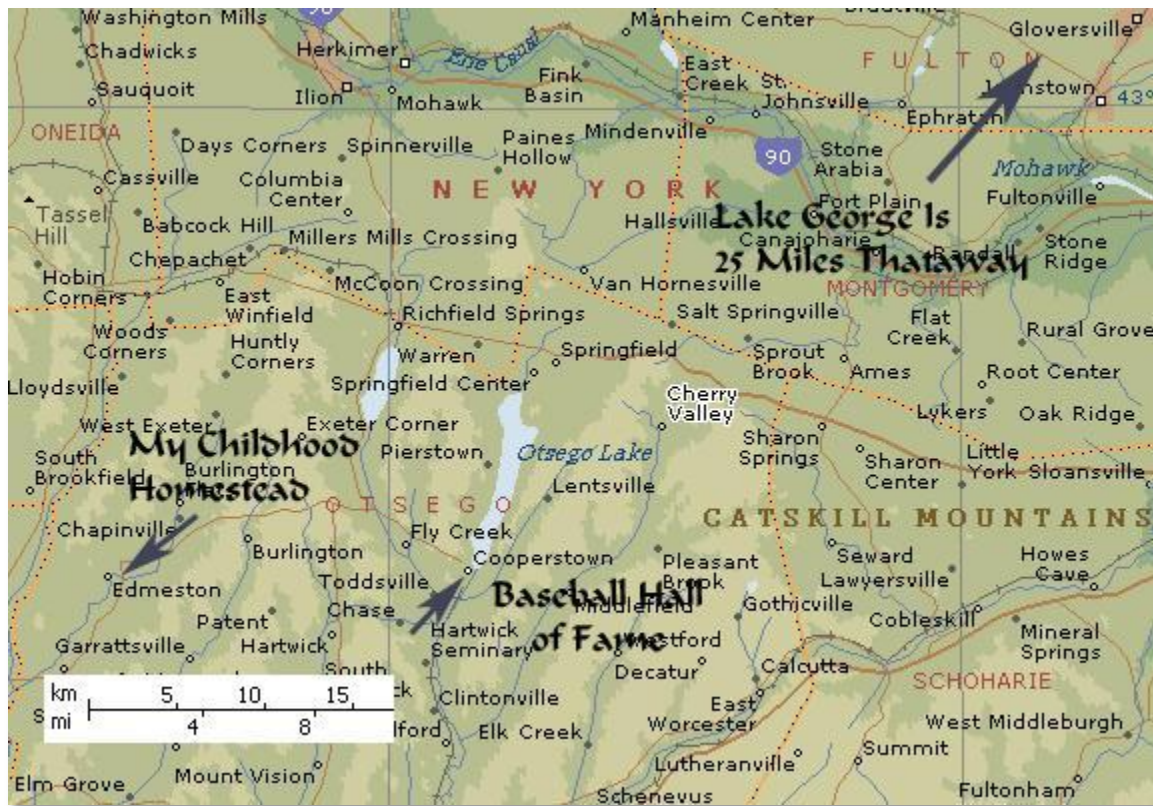 Washington Mills
Chadwicks
Sauquoit
ONEIDA
Cassville
Tassel
Hill
Days Corners
Spinnerville
Columbia
Center
Babcock Hill
Millers Mills Crossing
Chepachet
Hobin
Corners
Herkimer
Ilion
Mohawk
Erie Canal
Fink
Basin
Paines
Hollow
Manheim Center
East
Creek
St.
Johnsville
Mindenville
90
NEW YORK
Hallsville
Gloversville
FULTON
43°
Ephratah
Stone
Arabia
Mohawk
Fultonville
Fort Plain
Canajoharie
Randall
Stone
Ridge
Lake George Is
25 Miles Thataway
MONTGOMERY
McCoon Crossing
Van Hornesville
East
Winfield
Richfield Springs
Salt Springville
Woods
Corners
Huntly
Corners
Warren
Springfield
Springfield Center
Sprout
Brook
Ames
Flat
Creek
Rural Grove
Root Center
Lloydsville
Cherry
Valley
Lykers
Oak Ridge
West Exeter
Exeter Corner
My Childhood
Homestead
Pierstown
Otsego Lake
Sharon
Springs
Sharon
Center
Little
York
Sloansville
South
Brookfield
Burlington
Lentsville
OTSEGO
CATSKILL MOUNTAINS
Chapinville
Burlington
Fly Creek
Cooperstown
Edmeston
Toddsville
Pleasant
Brook
Seward
Lawyersville
Howes
Cave
Baseball Hall
of Fame
Middlefield
Gothicville
Cobleskill
Patent
Chase
Garrattsville
Hartwick
Hartwick
Seminary
Westford
Decatur
Calcutta
Mineral
Springs
SCHOHARIE
South
km 5 10 15
mi 4 8
Clintonville
East
Worcester
West Middleburgh
Elk Creek
Summit
Lutheranville
Elm Grove
Mount Vision
Schenevus
Fultonham